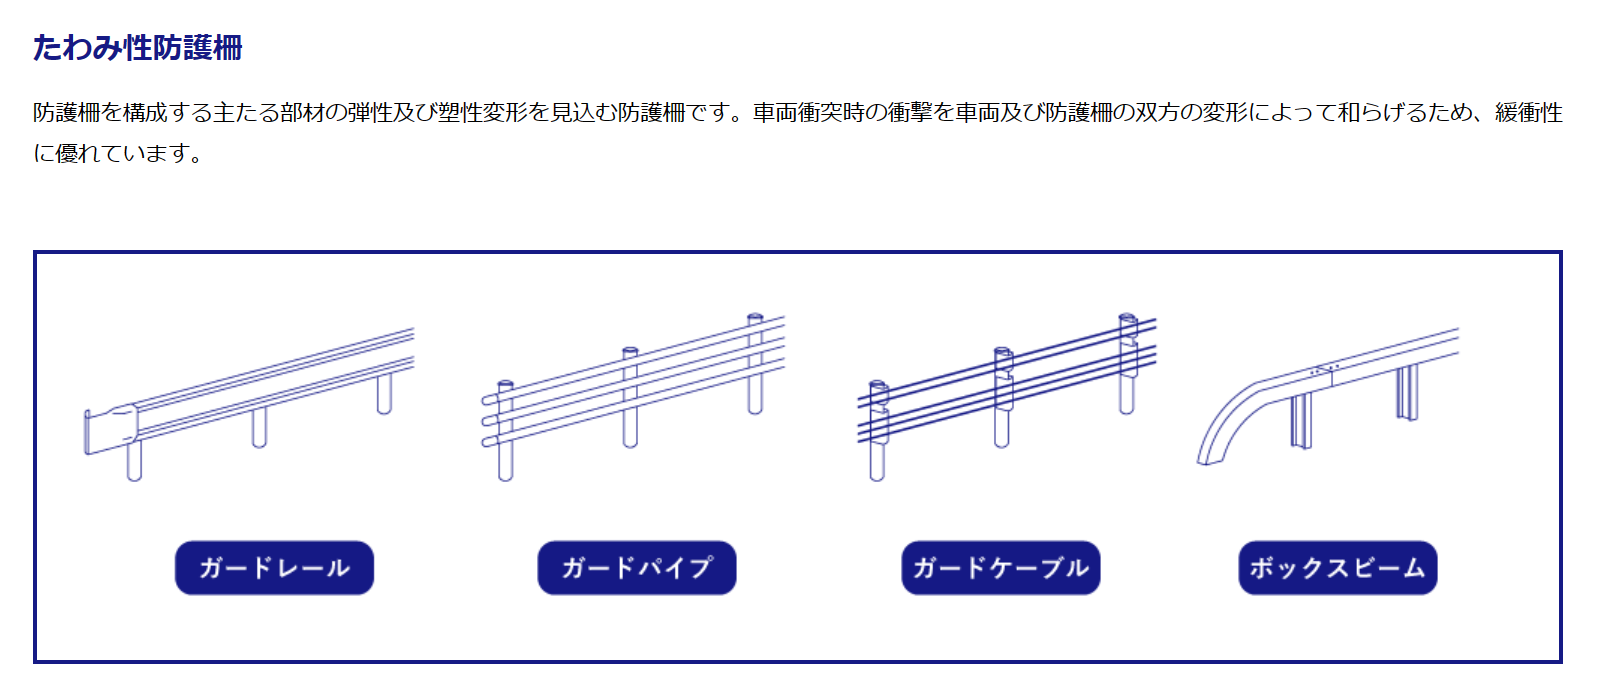 たわみ性防護柵
防護柵を構成する主たる部材の弾性及び塑性変形を見込む防護柵です。車両衝突時の衝撃を車両及び防護柵の双方の変形によって和らげるため、緩衝性
に優れています。
ガードレール
ガードパイプ
ガードケーブル
ボックスビーム